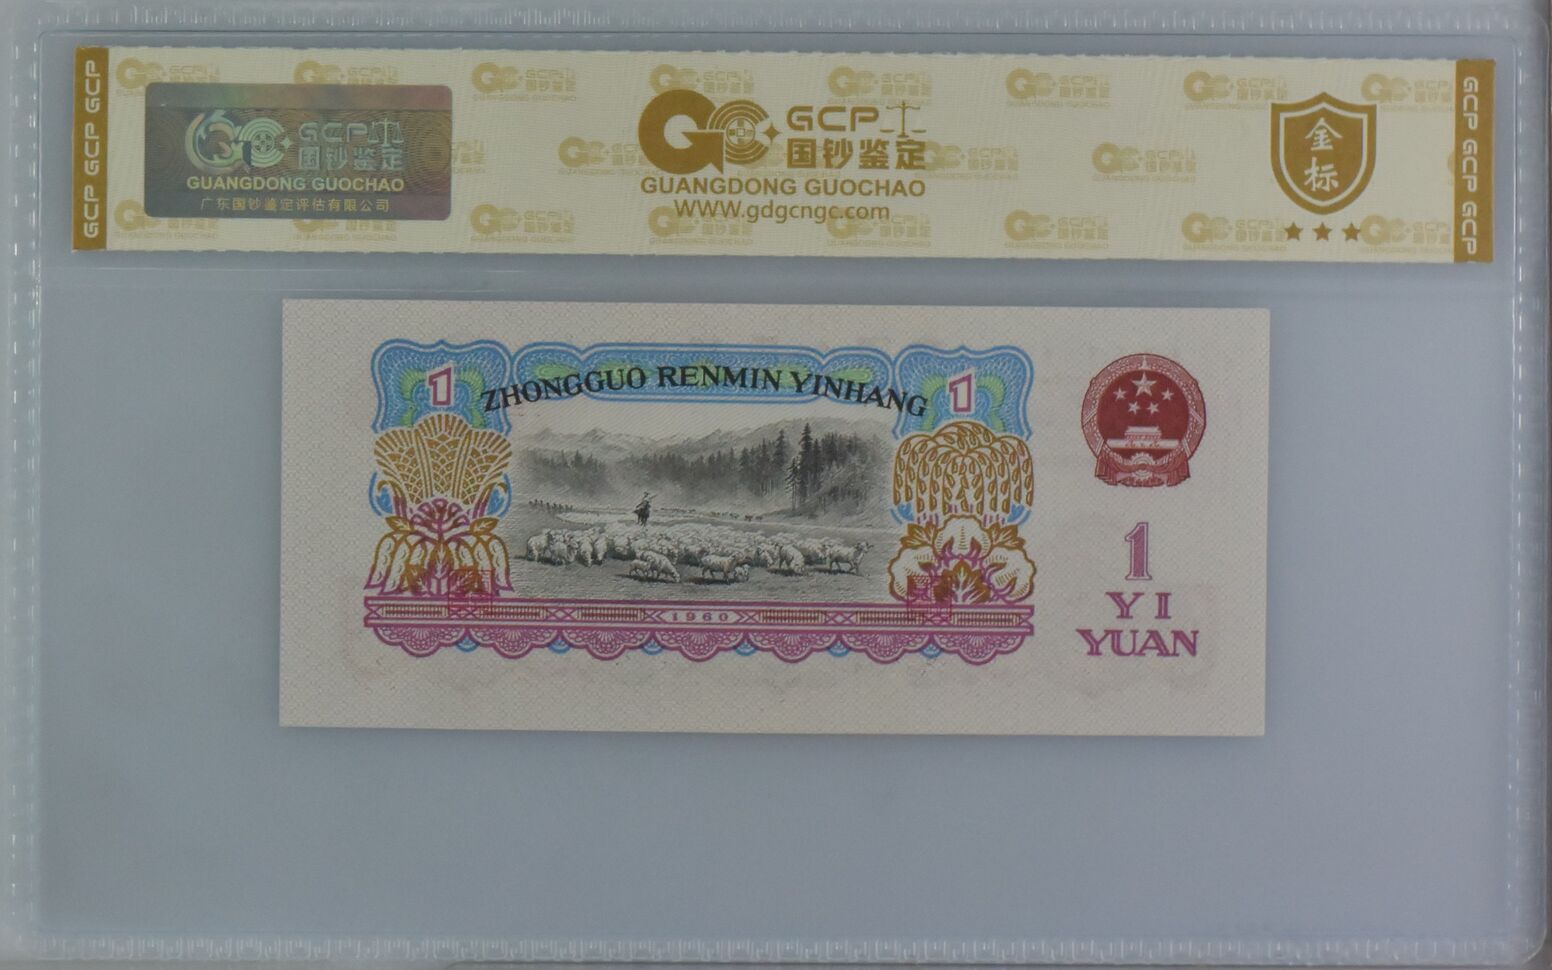 GCP GCP GCP
GCP 国钞鉴定
GUANGDONG GUOCHAO
广东国钞鉴定评估有限公司
GCP
国钞鉴定
GUANGDONG GUOCHAO
WWW.gdgcngc.com
金标
GCP GCP GCP
ZHONGGUO RENMIN YINHANG
1
1
1960
1
YI
YUAN